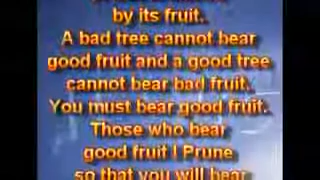 by its fruit.
A bad tree cannot bear
good fruit and a good tree
cannot bear bad fruit.
You must bear good fruit.
Those who bear
good fruit I Prune
so that you will bear